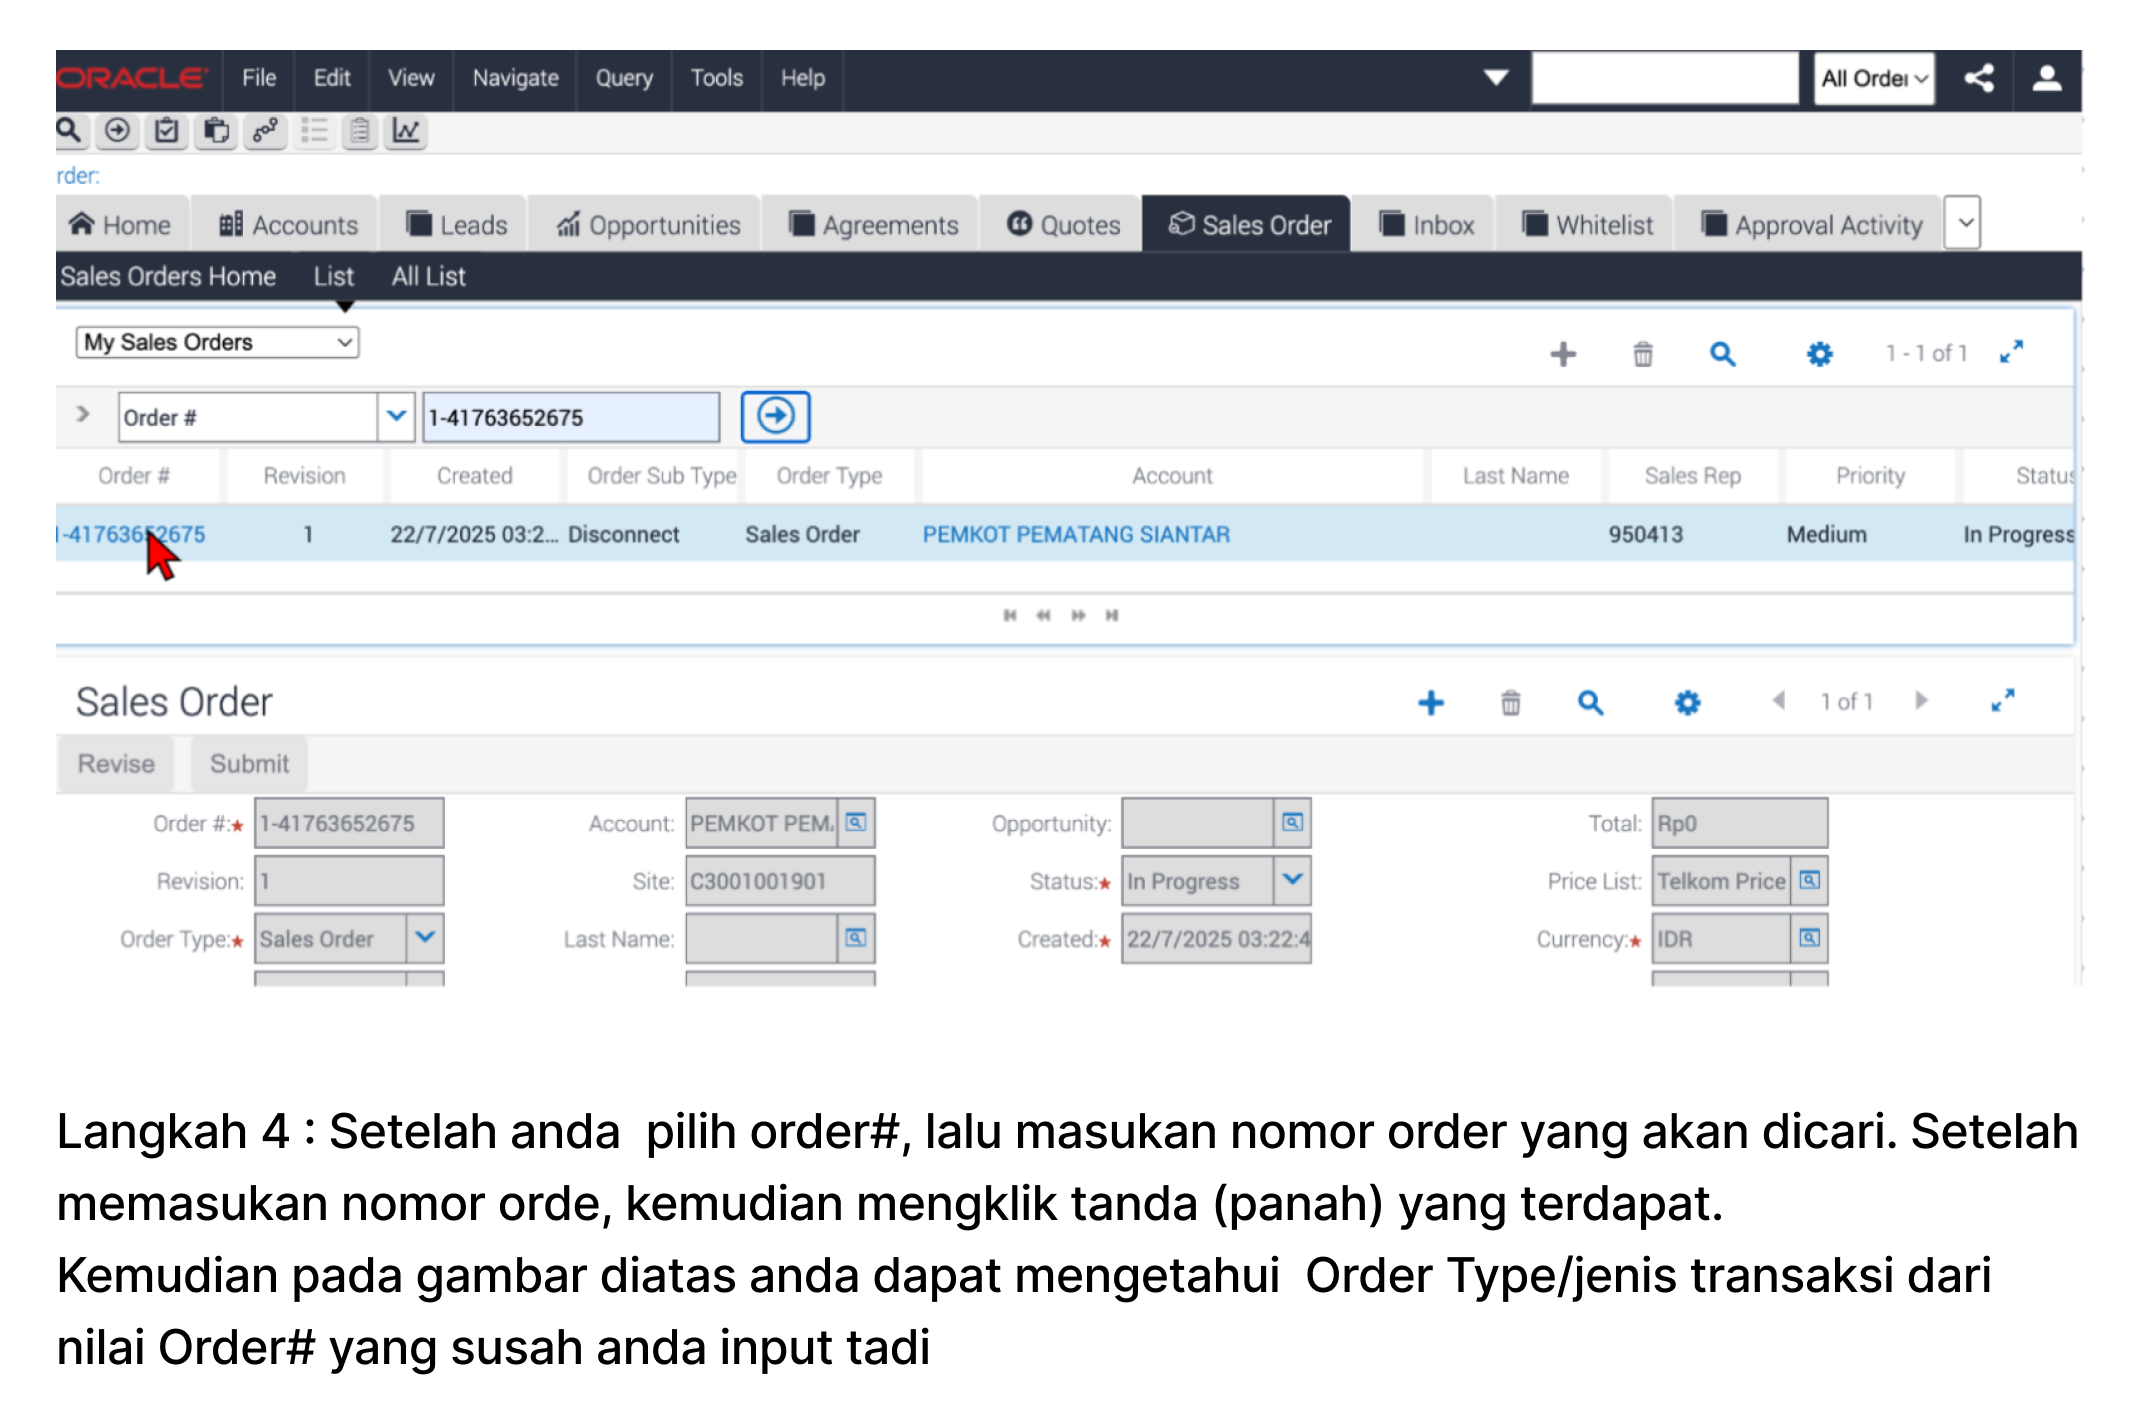 ORACLE File Edit View Navigate Query Tools Help All Order
rder:
Home Accounts Leads Opportunities Agreements Quotes Sales Order Inbox Whitelist Approval Activity
Sales Orders Home List All List
My Sales Orders 1 - 1 of 1
Order # 1-41763652675
Order # Revision Created Order Sub Type Order Type Account Last Name Sales Rep Priority Status
1-41763652675 1 22/7/2025 03:2... Disconnect Sales Order PEMKOT PEMATANG SIANTAR 950413 Medium In Progress
Sales Order 1 of 1
Revise Submit
Order #:* 1-41763652675 Account: PEMKOT PEM Opportunity: Total: Rp0
Revision: 1 Site: C3001001901 Status:* In Progress Price List: Telkom Price
Order Type:* Sales Order Last Name: Created:* 22/7/2025 03:22:4 Currency:* IDR
Langkah 4 : Setelah anda  pilih order#, lalu masukan nomor order yang akan dicari. Setelah
memasukan nomor orde, kemudian mengklik tanda (panah) yang terdapat.
Kemudian pada gambar diatas anda dapat mengetahui  Order Type/jenis transaksi dari
nilai Order# yang susah anda input tadi